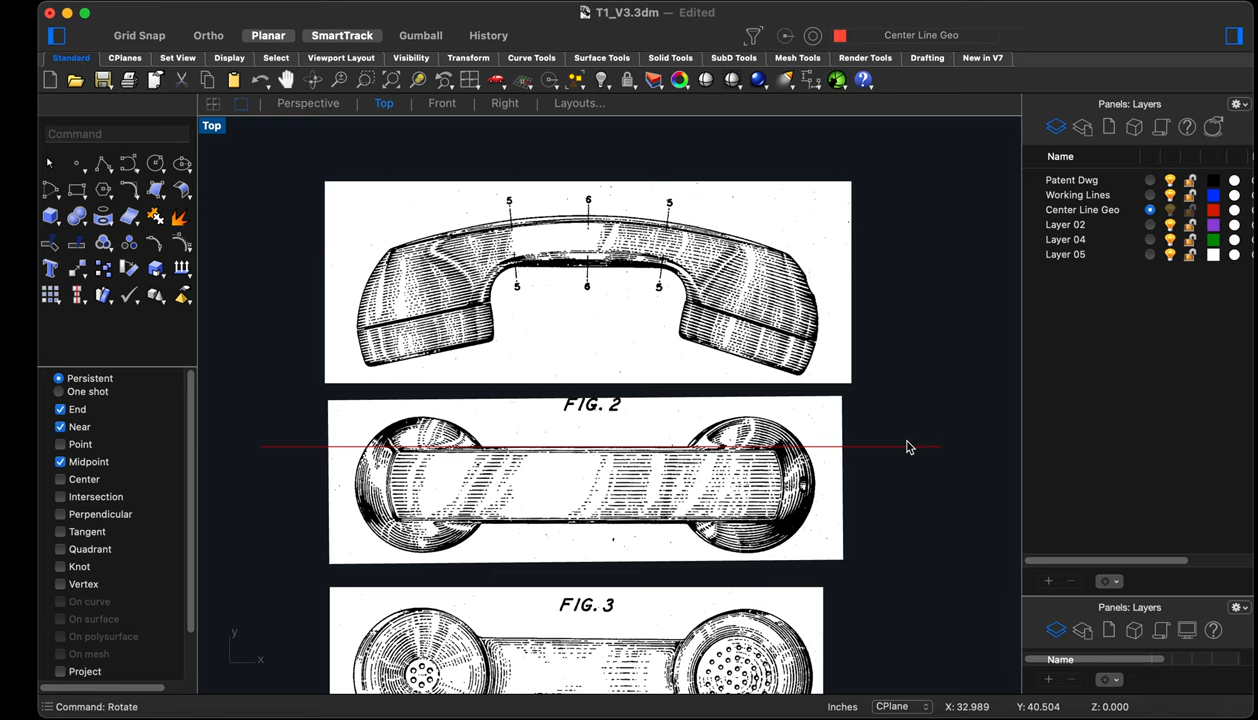 T1_V3.3dm — Edited
Grid Snap Ortho Planar SmartTrack Gumball History Center Line Geo
Standard CPlanes Set View Display Select Viewport Layout Visibility Transform Curve Tools Surface Tools Solid Tools SubD Tools Mesh Tools Render Tools Drafting New in V7
Perspective Top Front Right Layouts...
Panels: Layers
Top
Command
Name
Patent Dwg
Working Lines
Center Line Geo
Layer 02
Layer 04
Layer 05
5 6 5
5 6 5
FIG. 2
FIG. 3
Persistent
One shot
End
Near
Point
Midpoint
Center
Intersection
Perpendicular
Tangent
Quadrant
Knot
Vertex
On curve
On surface
On polysurface
On mesh
Project
y
x
Panels: Layers
Name
Command: Rotate
Inches CPlane X: 32.989 Y: 40.504 Z: 0.000